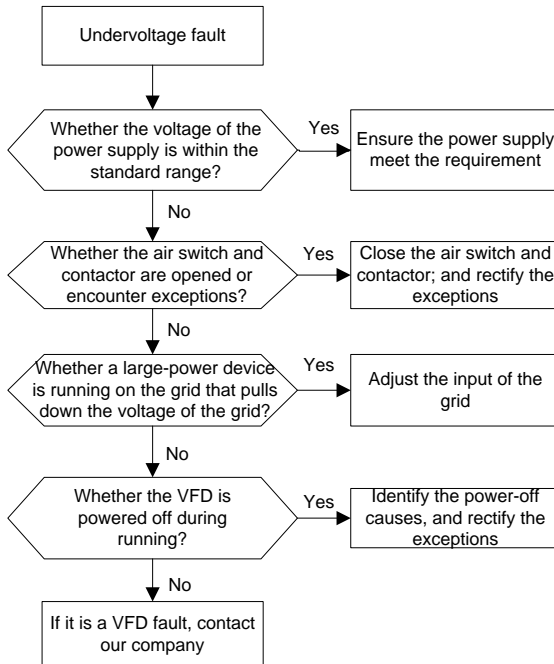 Undervoltage fault
Whether the voltage of the
power supply is within the
standard range?
Yes
Ensure the power supply
meet the requirement
No
Whether the air switch and
contactor are opened or
encounter exceptions?
Yes
Close the air switch and
contactor; and rectify the
exceptions
No
Whether a large-power device
is running on the grid that pulls
down the voltage of the grid?
Yes
Adjust the input of the
grid
No
Whether the VFD is
powered off during
running?
Yes
Identify the power-off
causes, and rectify the
exceptions
No
If it is a VFD fault, contact
our company